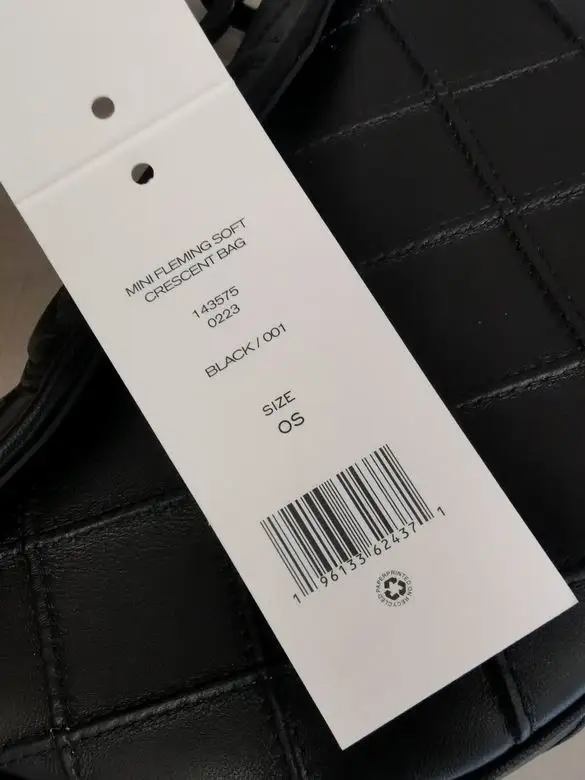 MINI FLEMING SOFT
CRESCENT BAG
143575
0223
BLACK / 001
SIZE
OS
1 96133 62437 1
PRINTED ON RECYCLED PAPER